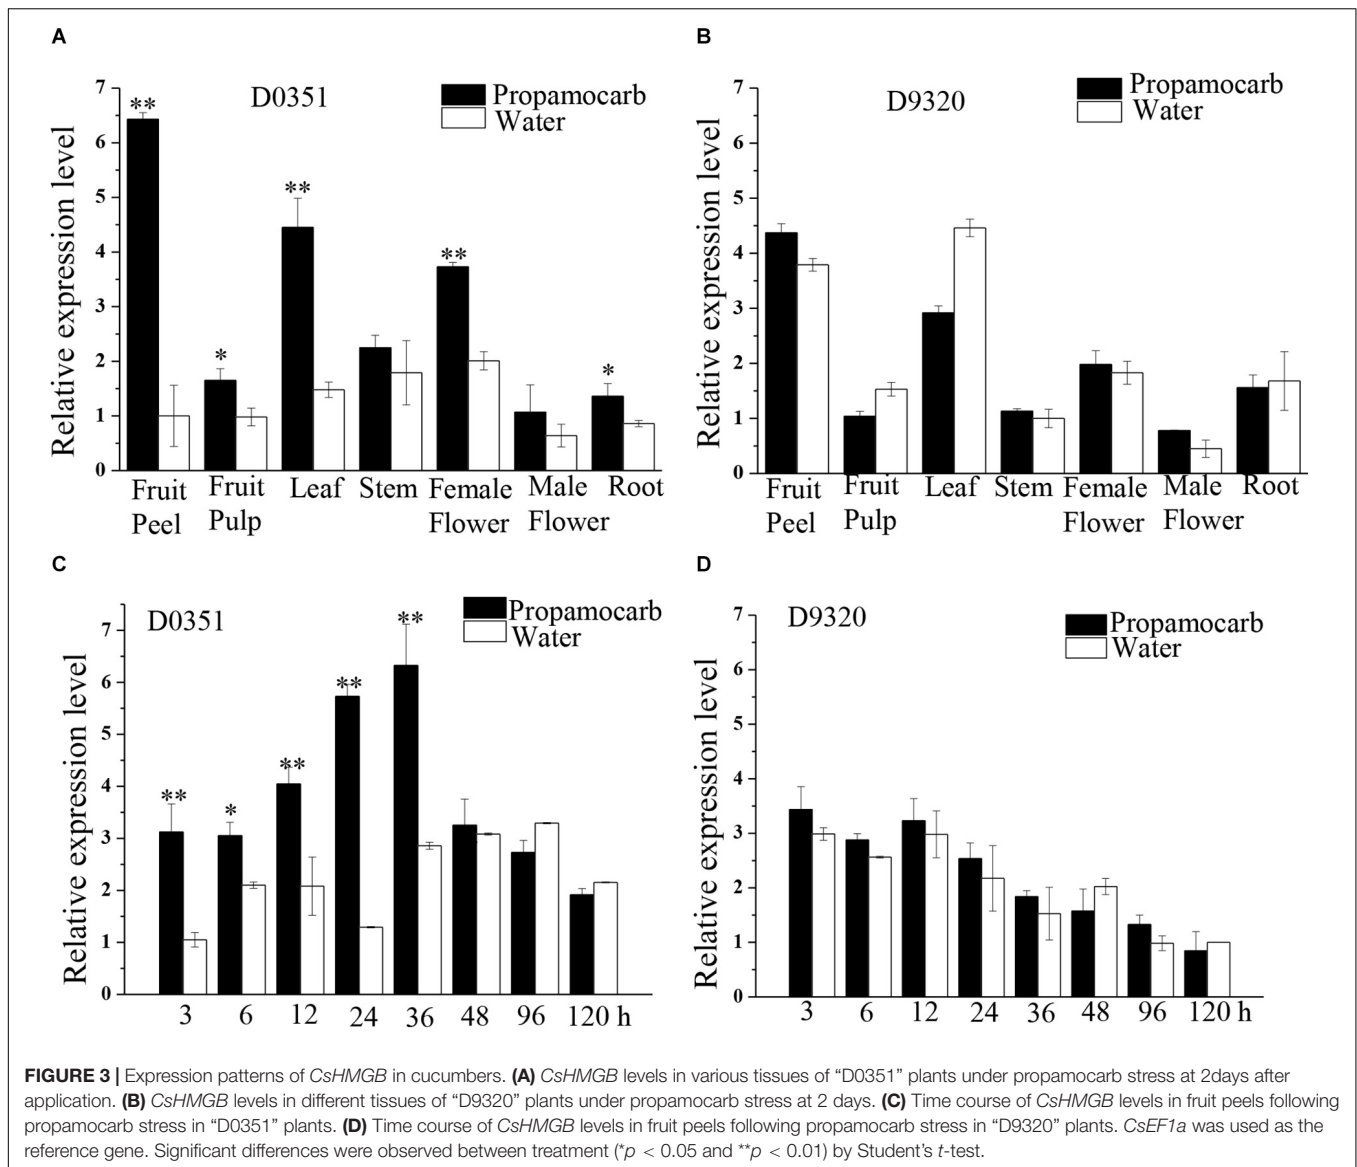 A
D0351
Propamocarb
Water
Relative expression level
7
6
5
4
3
2
1
0
**
*
**
**
*
Fruit Peel
Fruit Pulp
Leaf
Stem
Female Flower
Male Flower
Root
B
D9320
Propamocarb
Water
Relative expression level
7
6
5
4
3
2
1
0
Fruit Peel
Fruit Pulp
Leaf
Stem
Female Flower
Male Flower
Root
C
D0351
Propamocarb
Water
Relative expression level
7
6
5
4
3
2
1
0
**
*
**
**
**
3 6 12 24 36 48 96 120 h
D
D9320
Propamocarb
Water
Relative expression level
7
6
5
4
3
2
1
0
3 6 12 24 36 48 96 120 h
FIGURE 3 | Expression patterns of CsHMGB in cucumbers. (A) CsHMGB levels in various tissues of “D0351” plants under propamocarb stress at 2days after
application. (B) CsHMGB levels in different tissues of “D9320” plants under propamocarb stress at 2 days. (C) Time course of CsHMGB levels in fruit peels following
propamocarb stress in “D0351” plants. (D) Time course of CsHMGB levels in fruit peels following propamocarb stress in “D9320” plants. CsEF1a was used as the
reference gene. Significant differences were observed between treatment (*p < 0.05 and **p < 0.01) by Student’s t-test.